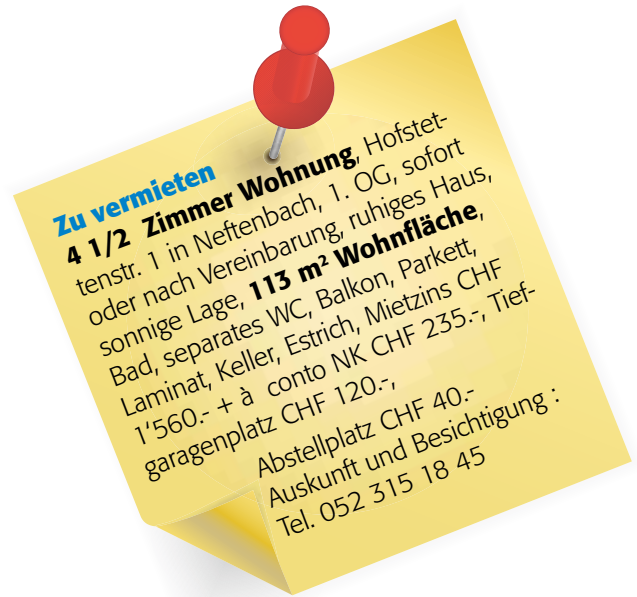 Zu vermieten
4 1/2 Zimmer Wohnung, Hofstet-
tenstr. 1 in Neftenbach, 1. OG, sofort
oder nach Vereinbarung, ruhiges Haus,
sonnige Lage, 113 m² Wohnfläche,
Bad, separates WC, Balkon, Parkett,
Laminat, Keller, Estrich, Mietzins CHF
1'560.- + à conto NK CHF 235.-, Tief-
garagenplatz CHF 120.-,
Abstellplatz CHF 40.-
Auskunft und Besichtigung :
Tel. 052 315 18 45